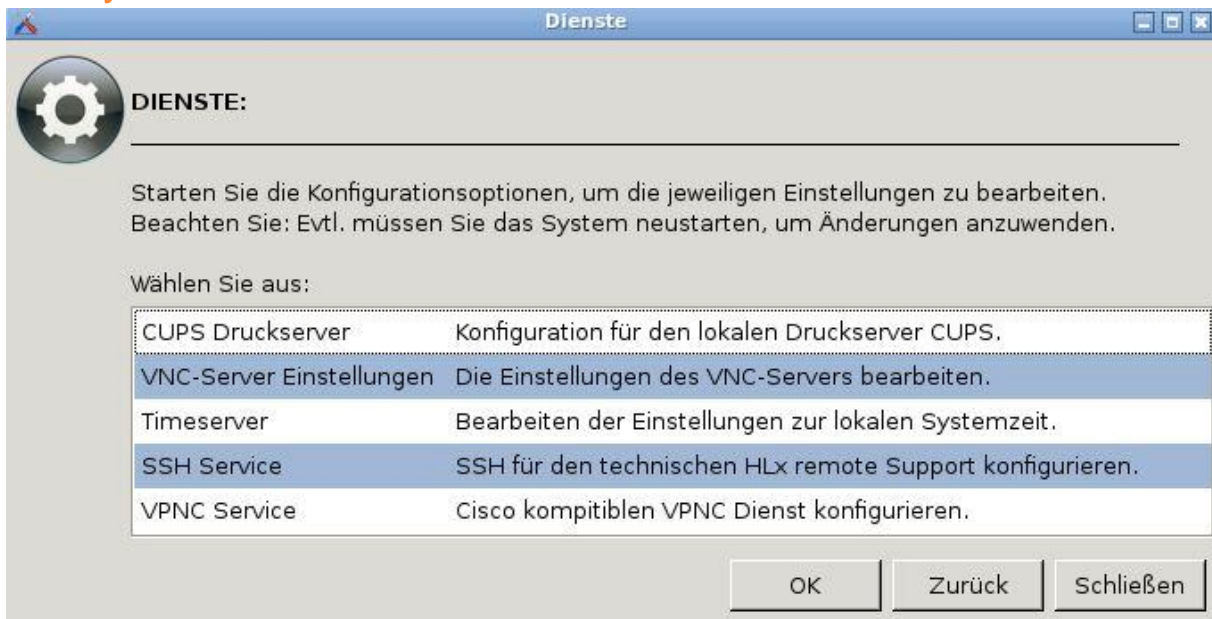 Dienste
DIENSTE:
Starten Sie die Konfigurationsoptionen, um die jeweiligen Einstellungen zu bearbeiten.
Beachten Sie: Evtl. müssen Sie das System neustarten, um Änderungen anzuwenden.
Wählen Sie aus:
CUPS Druckserver Konfiguration für den lokalen Druckserver CUPS.
VNC-Server Einstellungen Die Einstellungen des VNC-Servers bearbeiten.
Timeserver Bearbeiten der Einstellungen zur lokalen Systemzeit.
SSH Service SSH für den technischen HLx remote Support konfigurieren.
VPNC Service Cisco kompitiblen VPNC Dienst konfigurieren.
OK Zurück Schließen